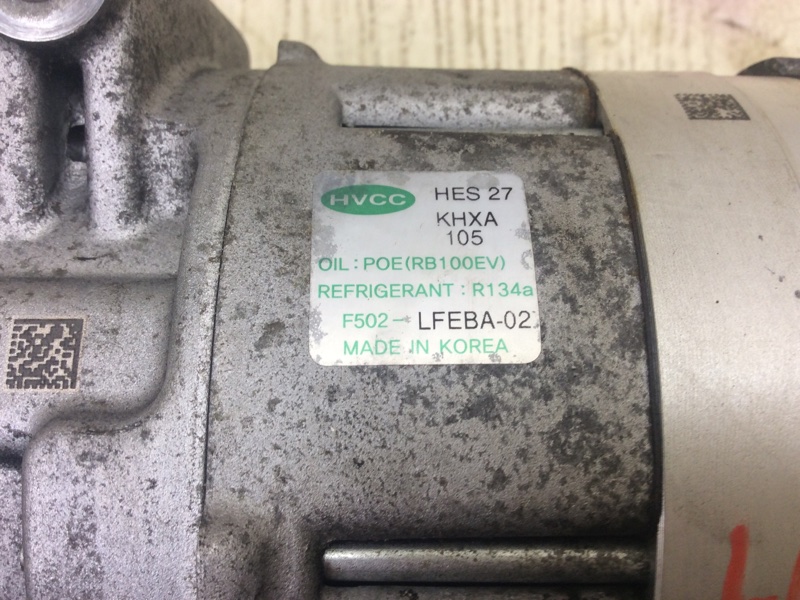 HVCC HES 27
KHXA
105
OIL : POE(RB100EV)
REFRIGERANT : R134a
F502- LFEBA-02
MADE IN KOREA